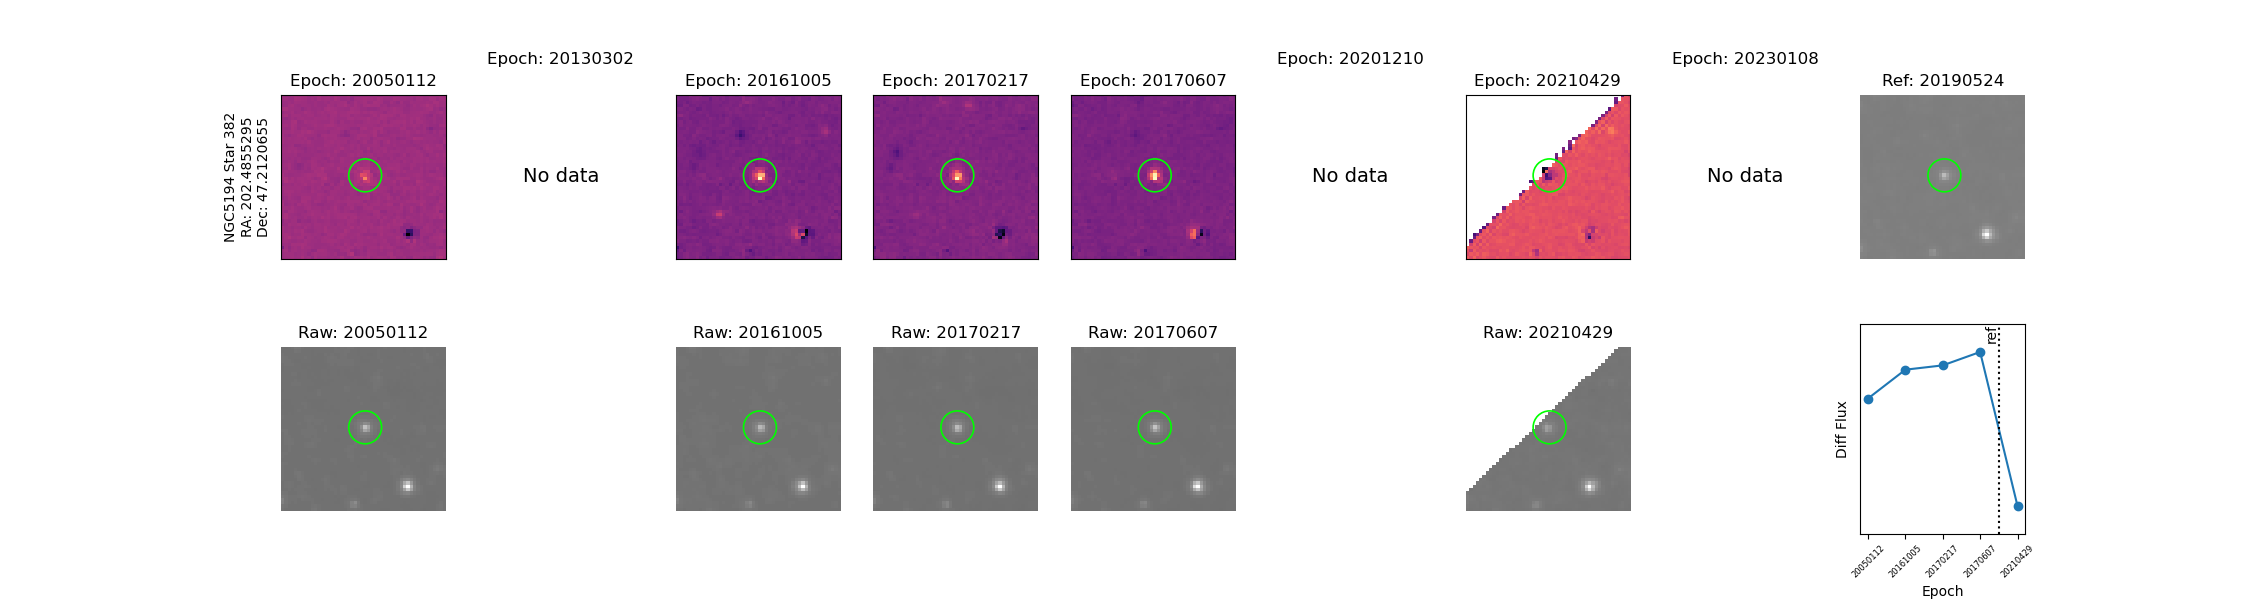 Epoch: 20130302
Epoch: 20201210
Epoch: 20230108
Epoch: 20050112
Epoch: 20161005
Epoch: 20170217
Epoch: 20170607
Epoch: 20210429
Ref: 20190524
NGC5194 Star 382
RA: 202.4855295
Dec: 47.2120655
No data
No data
No data
Raw: 20050112
Raw: 20161005
Raw: 20170217
Raw: 20170607
Raw: 20210429
ref
Diff Flux
20050112
20161005
20170217
20170607
20210429
Epoch